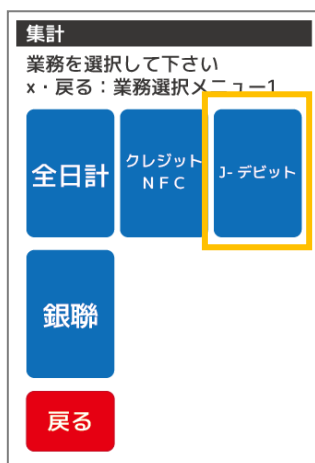 集計
業務を選択して下さい
x・戻る：業務選択メニュー1
全日計
クレジット
NFC
J-デビット
銀聯
戻る